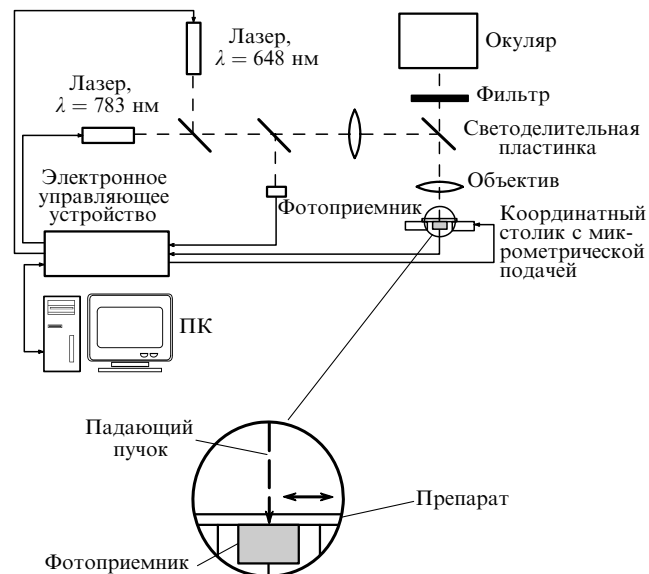 Лазер,
λ = 648 нм
Окуляр
Лазер,
λ = 783 нм
Фильтр
Светоделительная
пластинка
Электронное
управляющее
устройство
Объектив
Фотоприемник
Координатный
столик с мик-
рометрической
подачей
ПК
Падающий
пучок
Препарат
Фотоприемник